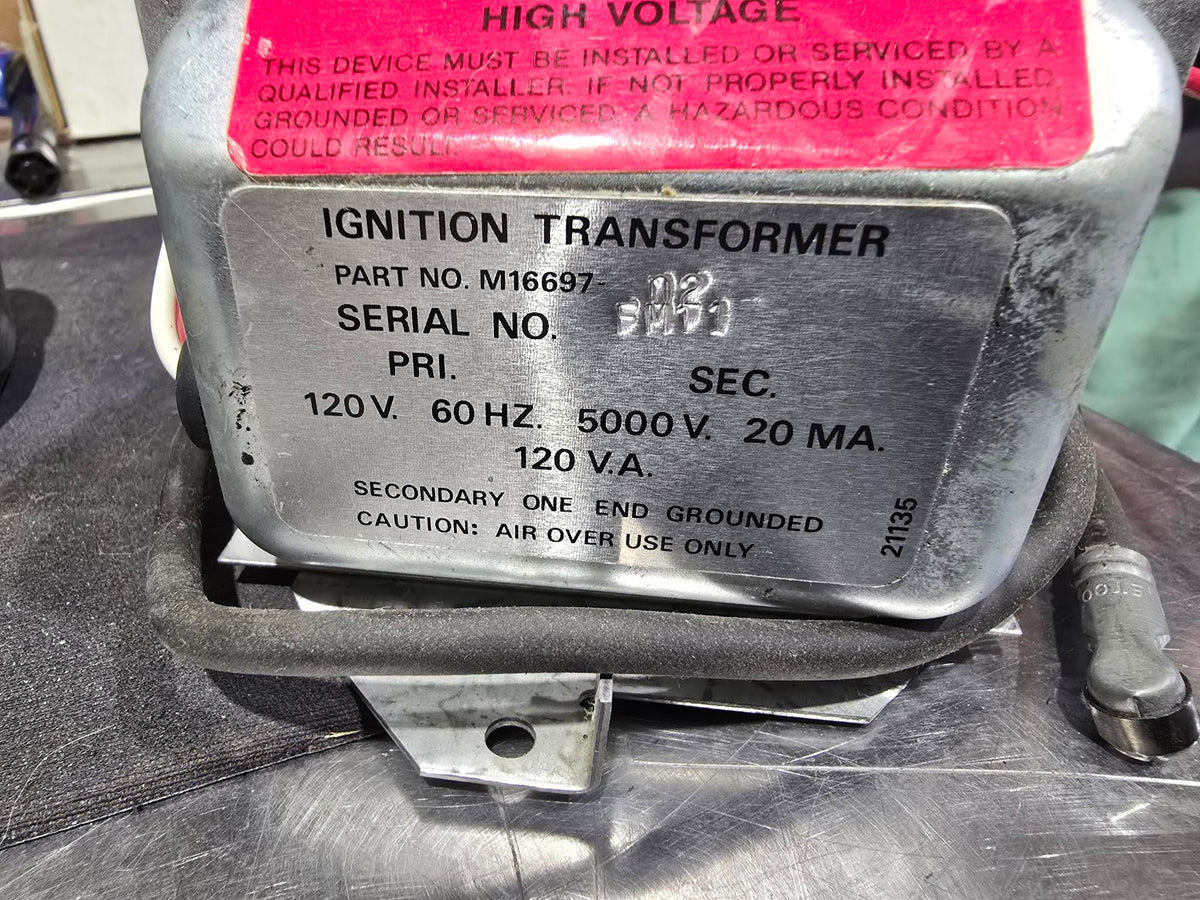 HIGH VOLTAGE
THIS DEVICE MUST BE INSTALLED OR SERVICED BY A
QUALIFIED INSTALLER. IF NOT PROPERLY INSTALLED,
GROUNDED OR SERVICED, A HAZARDOUS CONDITION
COULD RESULT.
IGNITION TRANSFORMER
PART NO. M16697-
SERIAL NO.
PRI. SEC.
120 V. 60 HZ. 5000 V. 20 MA.
120 V.A.
SECONDARY ONE END GROUNDED
CAUTION: AIR OVER USE ONLY
21135